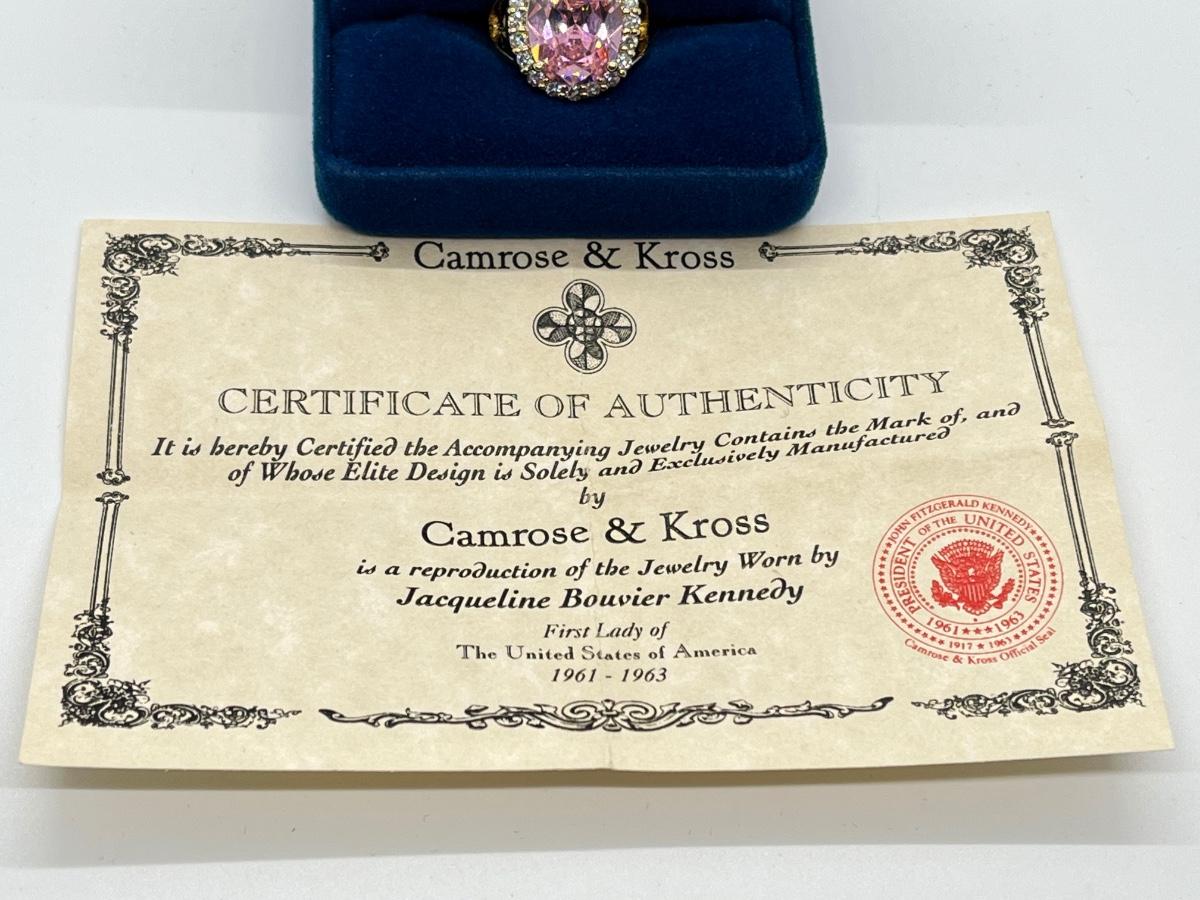 Camrose & Kross
CERTIFICATE OF AUTHENTICITY
It is hereby Certified the Accompanying Jewelry Contains the Mark of, and
of Whose Elite Design is Solely and Exclusively Manufactured
by
Camrose & Kross
is a reproduction of the Jewelry Worn by
Jacqueline Bouvier Kennedy
First Lady of
The United States of America
1961 - 1963
JOHN FITZGERALD KENNEDY
PRESIDENT OF THE UNITED STATES
1961 ★★★ 1963
1917 ★ 1963
Camrose & Kross Official Seal